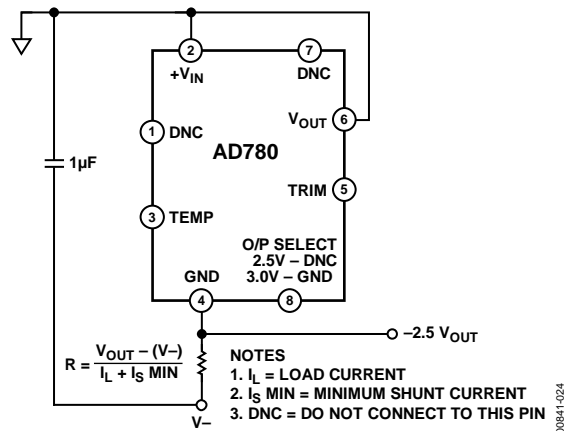 2
7
+VIN
DNC
VOUT
6
1
DNC
AD780
1µF
TRIM
5
3
TEMP
O/P SELECT
2.5V – DNC
3.0V – GND
GND
4
8
–2.5 VOUT
R = VOUT – (V–)
IL + IS MIN
V–
NOTES
1. IL = LOAD CURRENT
2. IS MIN = MINIMUM SHUNT CURRENT
3. DNC = DO NOT CONNECT TO THIS PIN
00841-024